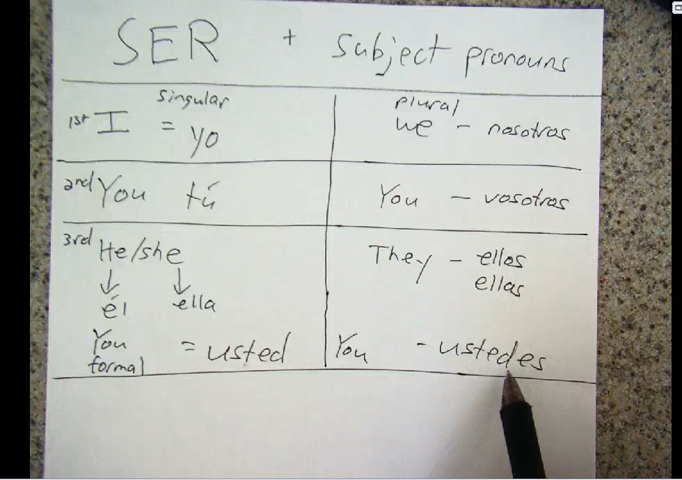 SER + subject pronouns
singular plural
1st I = yo we - nosotros
2nd You tú You - vosotros
3rd He/she They - ellos
ellas
él ella
You formal = usted You - ustedes